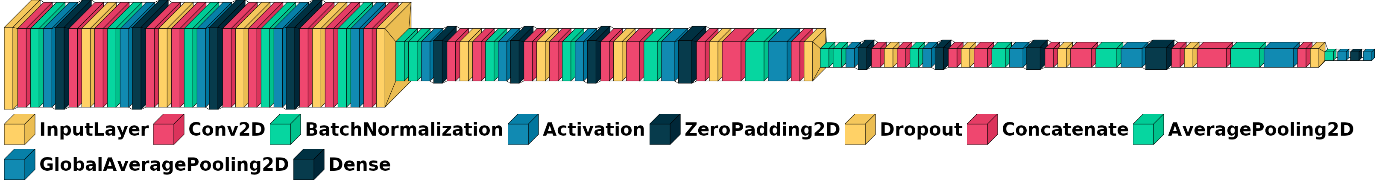 InputLayer Conv2D BatchNormalization Activation ZeroPadding2D Dropout Concatenate AveragePooling2D
GlobalAveragePooling2D Dense